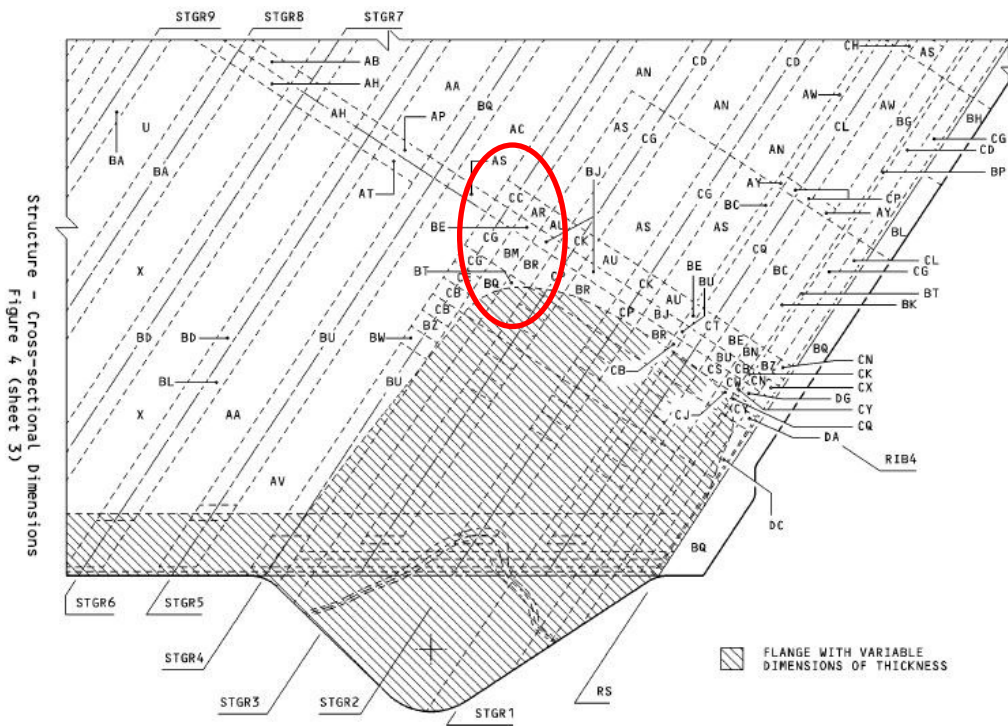 STGR9
STGR8
STGR7
CH
AS
AB
CD
CD
AN
AH
AA
AW
BQ
AN
AW
AH
AP
BH
U
BG
AC
AS
CL
CG
CG
AN
CD
BA
AS
BJ
BA
BP
AT
AY
CC
CG
CP
BC
AR
AY
BE
AU
AS
AS
BL
CG
CK
BM
CQ
CL
CG
BR
AU
X
BT
BC
CG
BQ
CK
BE
BU
BT
CB
BR
AU
BK
CB
CP
BJ
CT
BZ
BR
BD
BD
BU
BW
BE
BN
BQ
BU
CN
CB
CS
CB
BZ
CK
BL
BU
CN
CX
X
AA
DG
CJ
CY
CQ
DA
RIB4
AV
DC
BQ
STGR6
STGR5
STGR4
STGR3
STGR2
STGR1
RS
FLANGE WITH VARIABLE
DIMENSIONS OF THICKNESS
Structure - Cross-sectional Dimensions
Figure 4 (sheet 3)